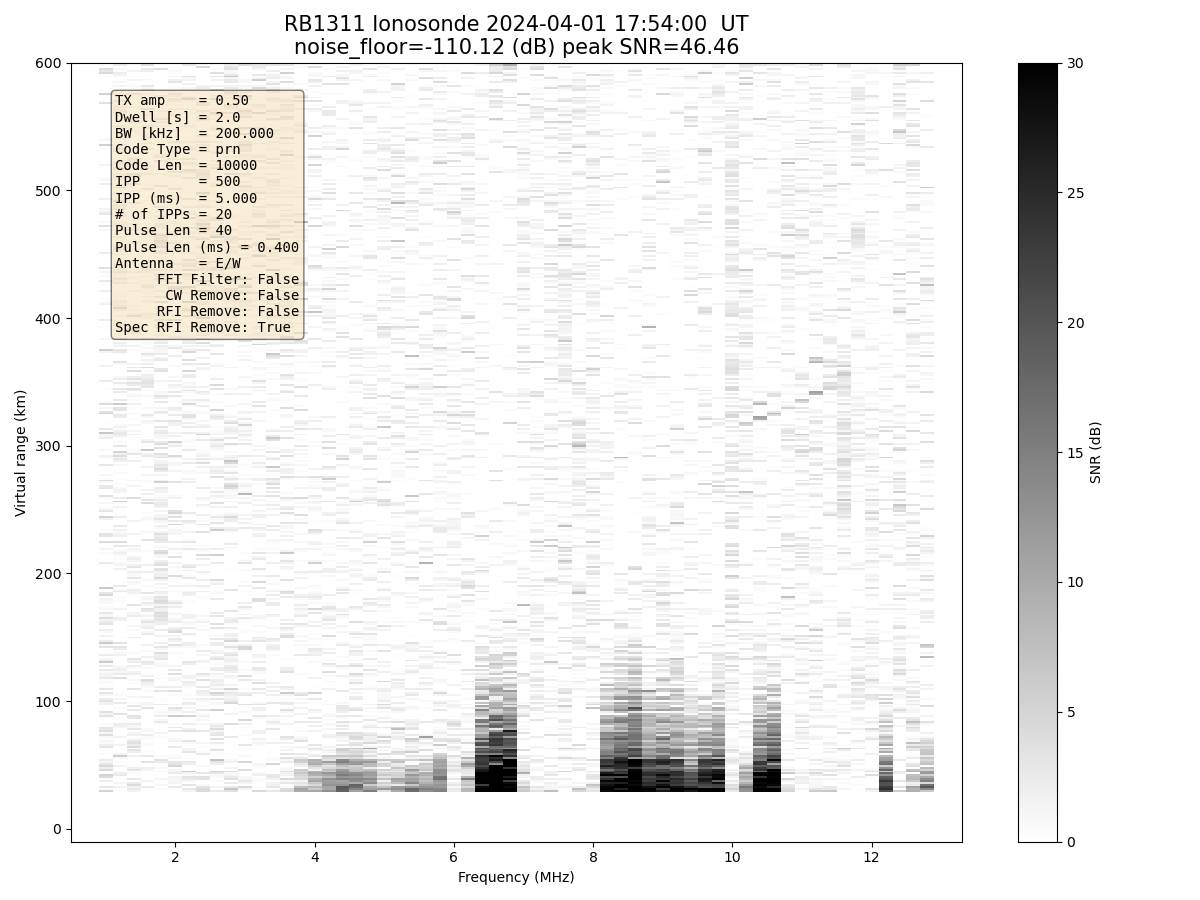 RB1311 Ionosonde 2024-04-01 17:54:00  UT
noise_floor=-110.12 (dB) peak SNR=46.46
TX amp    = 0.50
Dwell [s] = 2.0
BW [kHz]  = 200.000
Code Type = prn
Code Len  = 10000
IPP       = 500
IPP (ms)  = 5.000
# of IPPs = 20
Pulse Len = 40
Pulse Len (ms) = 0.400
Antenna   = E/W
FFT Filter: False
CW Remove: False
RFI Remove: False
Spec RFI Remove: True
600
500
400
300
200
100
0
Virtual range (km)
2 4 6 8 10 12
Frequency (MHz)
30
25
20
15
10
5
0
SNR (dB)